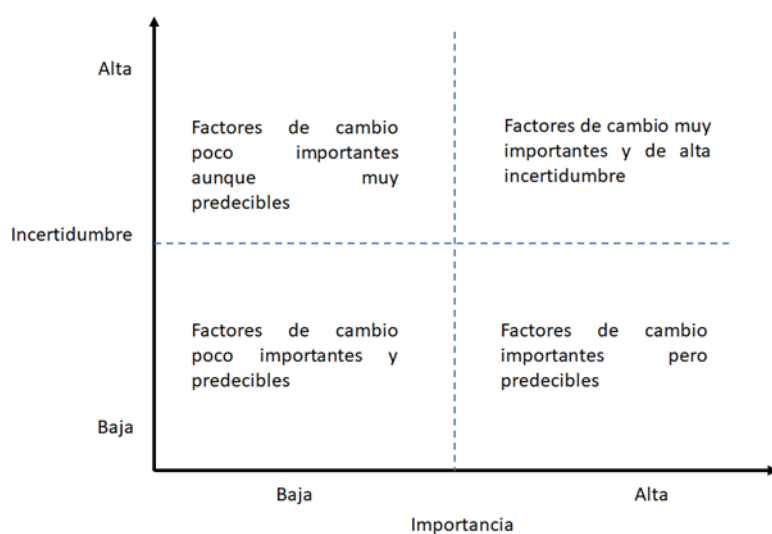 Alta
Factores de cambio
poco importantes
aunque muy
predecibles
Factores de cambio muy
importantes y de alta
incertidumbre
Incertidumbre
Factores de cambio
poco importantes y
predecibles
Factores de cambio
importantes pero
predecibles
Baja
Baja
Alta
Importancia